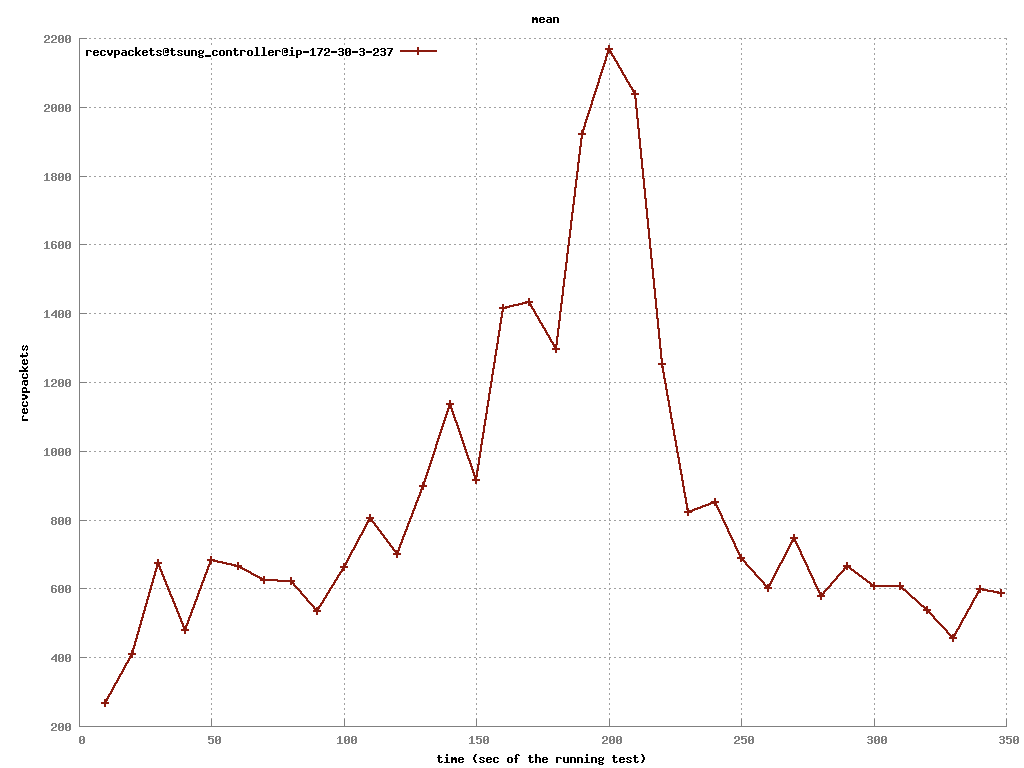 mean
2200
recvpackets@tsung_controller@ip-172-30-3-237
2000
1800
1600
1400
1200
1000
800
600
400
200
recvpackets
0 50 100 150 200 250 300 350
time (sec of the running test)